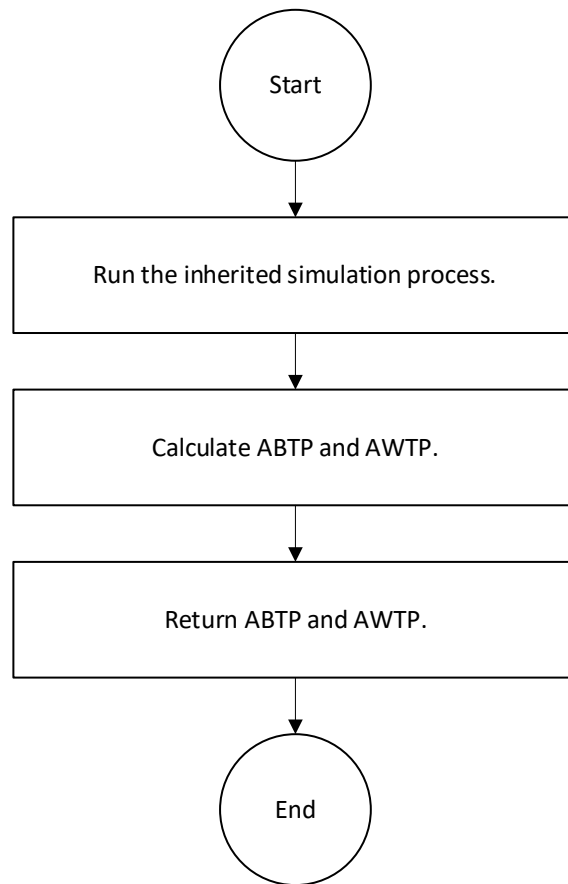 Start
Run the inherited simulation process.
Calculate ABTP and AWTP.
Return ABTP and AWTP.
End